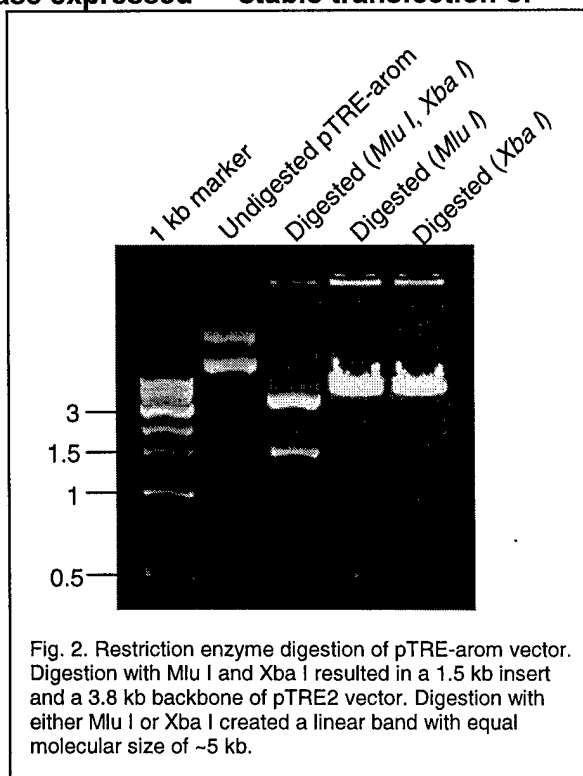 ase expressed stable transfection of
1 kb marker
Undigested pTRE-arom
Digested (Mlu I, Xba I)
Digested (Mlu I)
Digested (Xba I)
3
1.5
1
0.5
Fig. 2. Restriction enzyme digestion of pTRE-arom vector.
Digestion with Mlu I and Xba I resulted in a 1.5 kb insert
and a 3.8 kb backbone of pTRE2 vector. Digestion with
either Mlu I or Xba I created a linear band with equal
molecular size of ~5 kb.